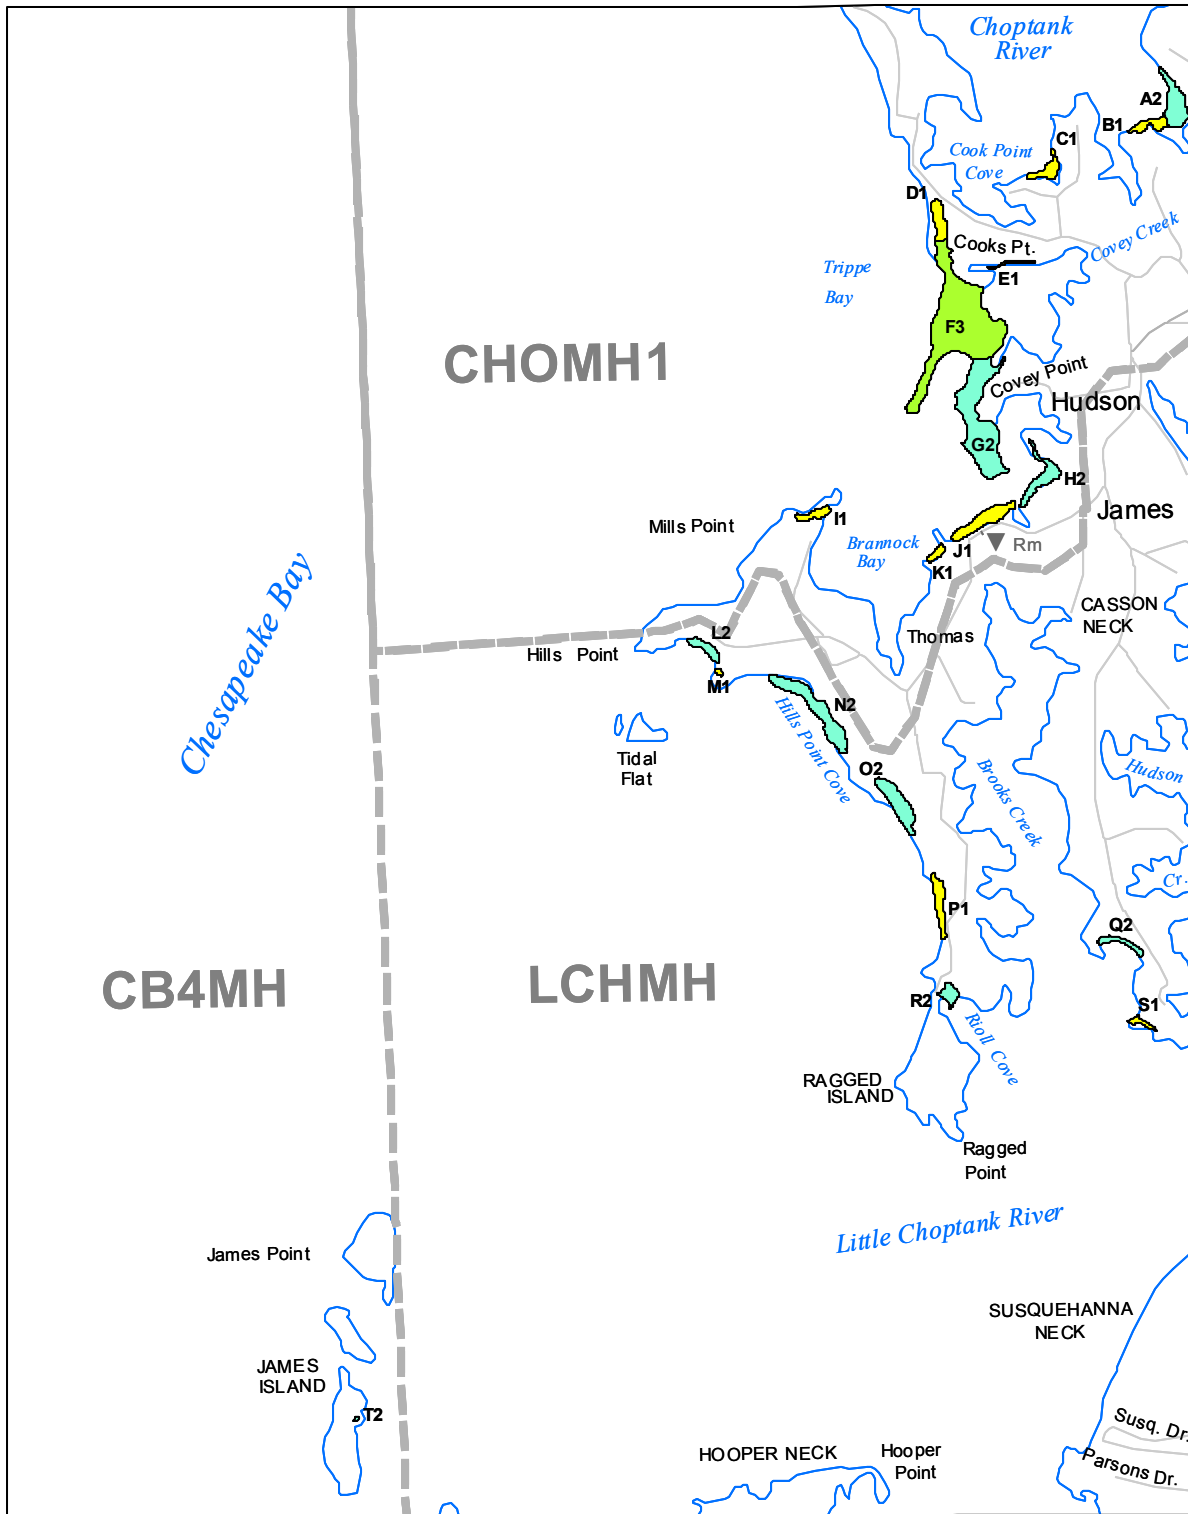 Choptank
River
A2
B1
C1
Cook Point
Cove
D1
Covey Creek
Cooks Pt.
E1
Trippe
Bay
F3
CHOMH1
Covey Point
Hudson
G2
H2
James
I1
Mills Point
Brannock
Bay
J1
Rm
K1
Chesapeake Bay
CASSON
NECK
L2
Thomas
Hills Point
M1
N2
Hills Point Cove
Tidal
Flat
O2
Brooks Creek
Hudson
Cr.
P1
Q2
CB4MH
LCHMH
R2
S1
Rioll Cove
RAGGED
ISLAND
Ragged
Point
Little Choptank River
James Point
SUSQUEHANNA
NECK
JAMES
ISLAND
T2
Susq. Dr.
HOOPER NECK
Hooper
Point
Parsons Dr.